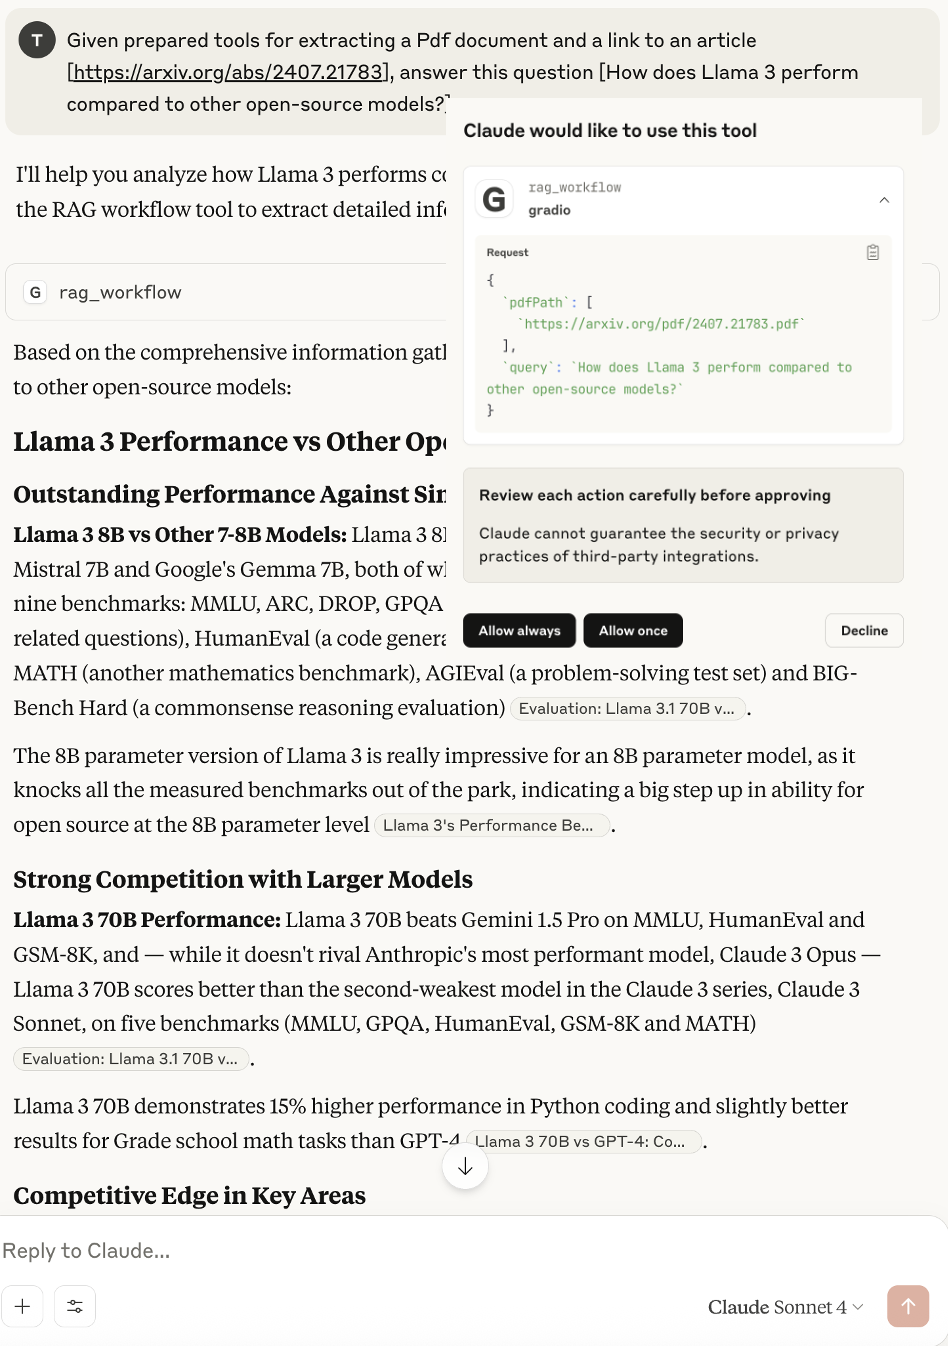 T
Given prepared tools for extracting a Pdf document and a link to an article
[https://arxiv.org/abs/2407.21783], answer this question [How does Llama 3 perform
compared to other open-source models?]
I'll help you analyze how Llama 3 performs
the RAG workflow tool to extract detailed
G rag_workflow
Based on the comprehensive information
to other open-source models:
Llama 3 Performance vs Other
Outstanding Performance Against
Llama 3 8B vs Other 7-8B Models: Llama 3
Mistral 7B and Google's Gemma 7B, both of
nine benchmarks: MMLU, ARC, DROP, GPQA
related questions), HumanEval (a code
MATH (another mathematics benchmark), AGIEval (a problem-solving test set) and BIG-
Bench Hard (a commonsense reasoning evaluation) Evaluation: Llama 3.1 70B v... .
The 8B parameter version of Llama 3 is really impressive for an 8B parameter model, as it
knocks all the measured benchmarks out of the park, indicating a big step up in ability for
open source at the 8B parameter level Llama 3's Performance Be... .
Strong Competition with Larger Models
Llama 3 70B Performance: Llama 3 70B beats Gemini 1.5 Pro on MMLU, HumanEval and
GSM-8K, and — while it doesn't rival Anthropic's most performant model, Claude 3 Opus —
Llama 3 70B scores better than the second-weakest model in the Claude 3 series, Claude 3
Sonnet, on five benchmarks (MMLU, GPQA, HumanEval, GSM-8K and MATH)
Evaluation: Llama 3.1 70B v... .
Llama 3 70B demonstrates 15% higher performance in Python coding and slightly better
results for Grade school math tasks than GPT-4 Llama 3 70B vs GPT-4: Co... .
Competitive Edge in Key Areas
Claude would like to use this tool
G
rag_workflow
gradio
Request
{
`pdfPath`: [
`https://arxiv.org/pdf/2407.21783.pdf`
],
`query`: `How does Llama 3 perform compared to
other open-source models?`
}
Review each action carefully before approving
Claude cannot guarantee the security or privacy
practices of third-party integrations.
Allow always Allow once Decline
Reply to Claude...
Claude Sonnet 4